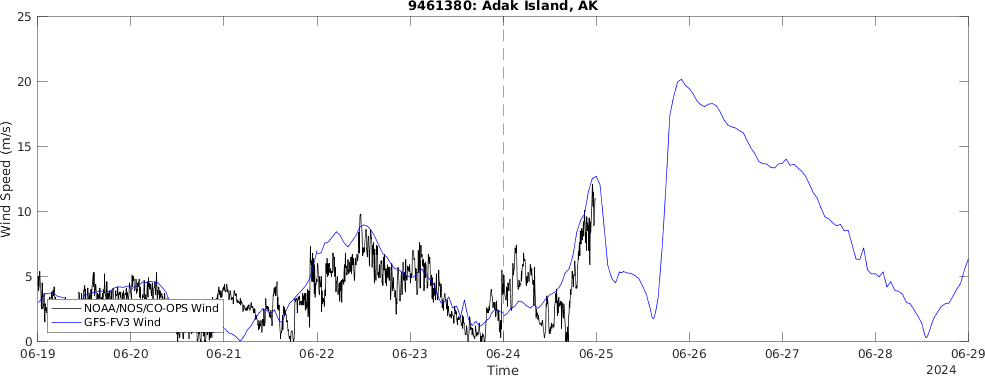 9461380: Adak Island, AK
Wind Speed (m/s)
25
20
15
10
5
0
NOAA/NOS/CO-OPS Wind
GFS-FV3 Wind
06-19 06-20 06-21 06-22 06-23 06-24 06-25 06-26 06-27 06-28 06-29
Time
2024